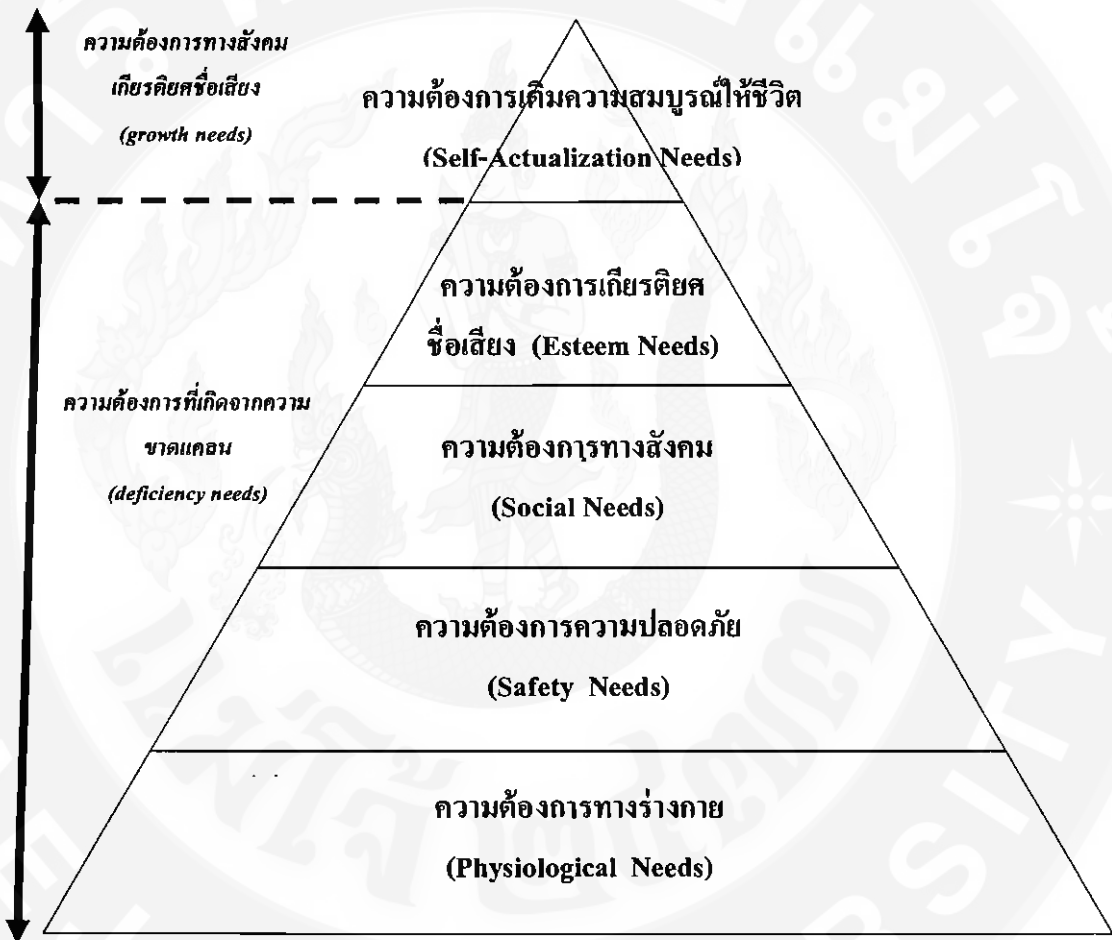 ความต้องการทางสังคม
เกียรติยศชื่อเสียง
(growth needs)
ความต้องการเติมความสมบูรณ์ให้ชีวิต
(Self-Actualization Needs)
ความต้องการเกียรติยศ
ชื่อเสียง (Esteem Needs)
ความต้องการที่เกิดจากความ
ขาดแคลน
(deficiency needs)
ความต้องการทางสังคม
(Social Needs)
ความต้องการความปลอดภัย
(Safety Needs)
ความต้องการทางร่างกาย
(Physiological Needs)